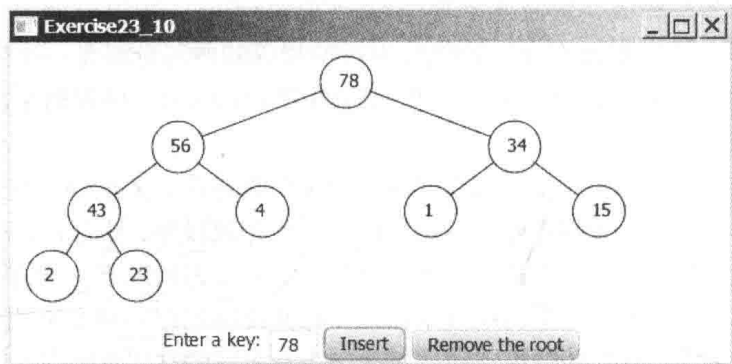 Exercise23_10
78
56 34
43 4 1 15
2 23
Enter a key: 78 Insert Remove the root